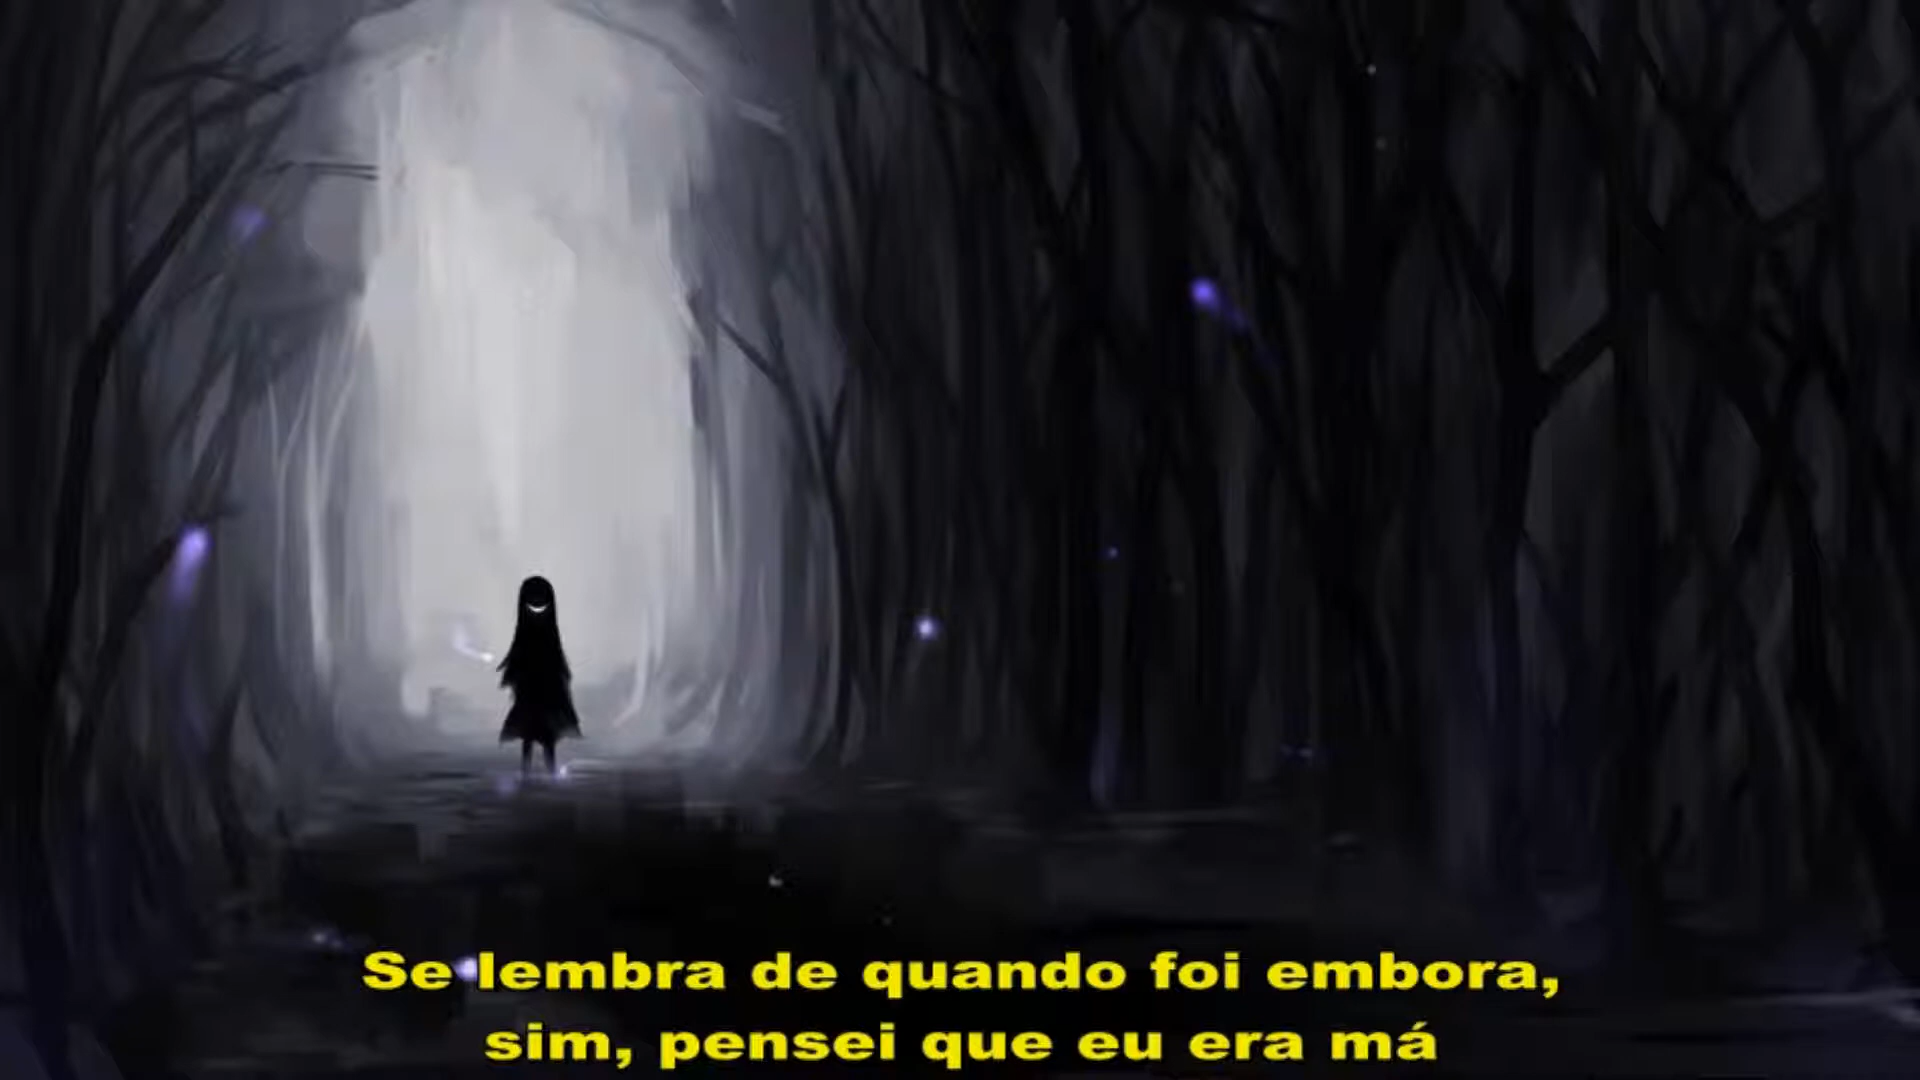 Se lembra de quando foi embora,
sim, pensei que eu era má